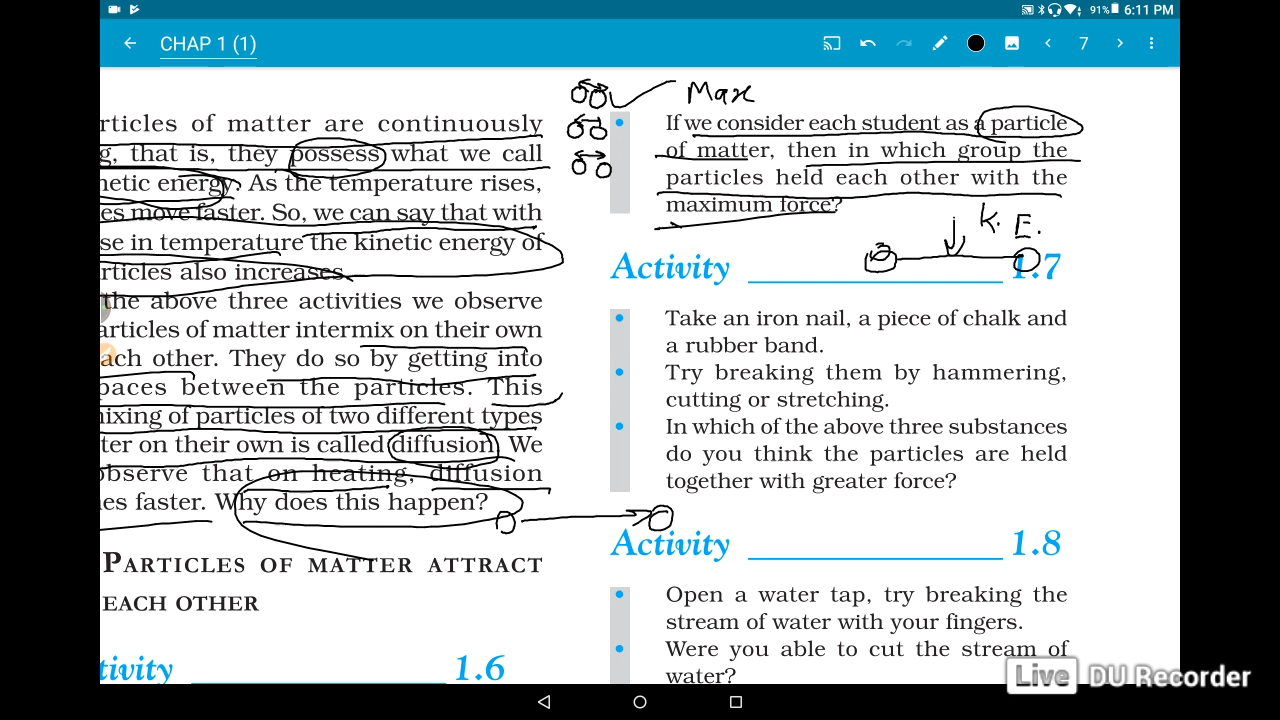 91% 6:11 PM
CHAP 1 (1)
7
rticles of matter are continuously
g, that is, they possess what we call
netic energy. As the temperature rises,
es move faster. So, we can say that with
se in temperature the kinetic energy of
articles also increases.
the above three activities we observe
articles of matter intermix on their own
ach other. They do so by getting into
paces between the particles. This
nixing of particles of two different types
ter on their own is called diffusion. We
observe that on heating, diffusion
nes faster. Why does this happen?
PARTICLES OF MATTER ATTRACT
EACH OTHER
tivity 1.6
Max
If we consider each student as a particle
of matter, then in which group the
particles held each other with the
maximum force?
K. E.
Activity 1.7
Take an iron nail, a piece of chalk and
a rubber band.
Try breaking them by hammering,
cutting or stretching.
In which of the above three substances
do you think the particles are held
together with greater force?
Activity 1.8
Open a water tap, try breaking the
stream of water with your fingers.
Were you able to cut the stream of
water?
Live DU Recorder